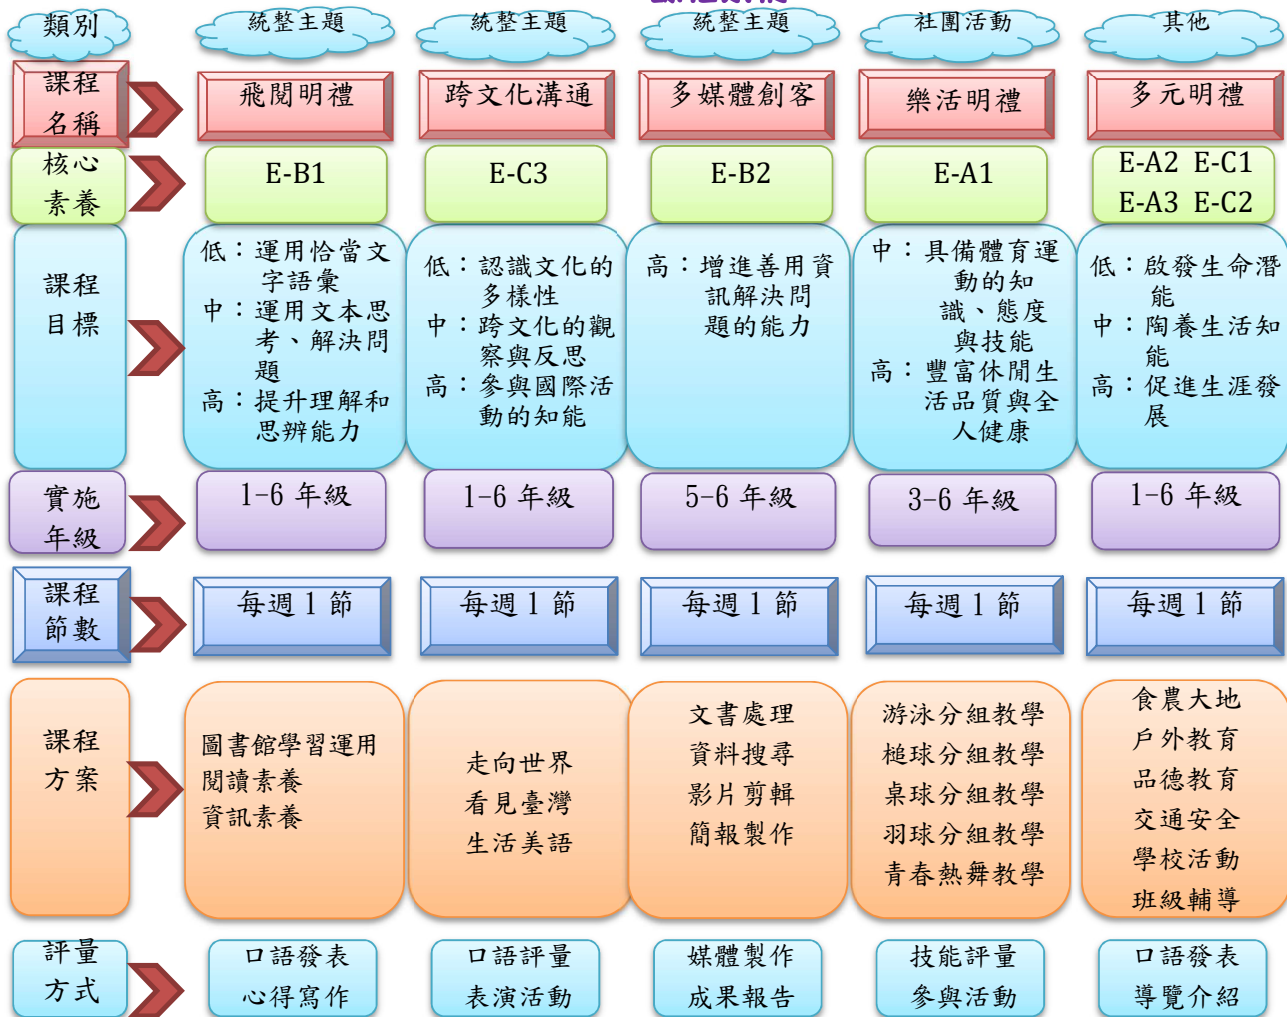 類別
統整主題
統整主題
統整主題
社團活動
其他
課程
名稱
飛閱明禮
跨文化溝通
多媒體創客
樂活明禮
多元明禮
核心
素養
E-B1
E-C3
E-B2
E-A1
E-A2 E-C1
E-A3 E-C2
課程
目標
低：運用恰當文
字語彙
中：運用文本思
考、解決問
題
高：提升理解和
思辨能力
低：認識文化的
多樣性
中：跨文化的觀
察與反思
高：參與國際活
動的知能
高：增進善用資
訊解決問
題的能力
中：具備體育運
動的知
識、態度
與技能
高：豐富休閒生
活品質與全
人健康
低：啟發生命潛
能
中：陶養生活知
能
高：促進生涯發
展
實施
年級
1-6 年級
1-6 年級
5-6 年級
3-6 年級
1-6 年級
課程
節數
每週 1 節
每週 1 節
每週 1 節
每週 1 節
每週 1 節
課程
方案
圖書館學習運用
閱讀素養
資訊素養
走向世界
看見臺灣
生活美語
文書處理
資料搜尋
影片剪輯
簡報製作
游泳分組教學
槌球分組教學
桌球分組教學
羽球分組教學
青春熱舞教學
食農大地
戶外教育
品德教育
交通安全
學校活動
班級輔導
評量
方式
口語發表
心得寫作
口語評量
表演活動
媒體製作
成果報告
技能評量
參與活動
口語發表
導覽介紹